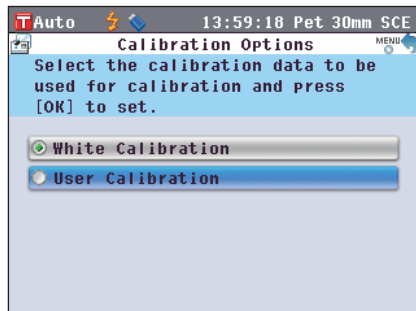 TAuto 13:59:18 Pet 30mm SCE
Calibration Options MENU
Select the calibration data to be
used for calibration and press
[OK] to set.
White Calibration
User Calibration